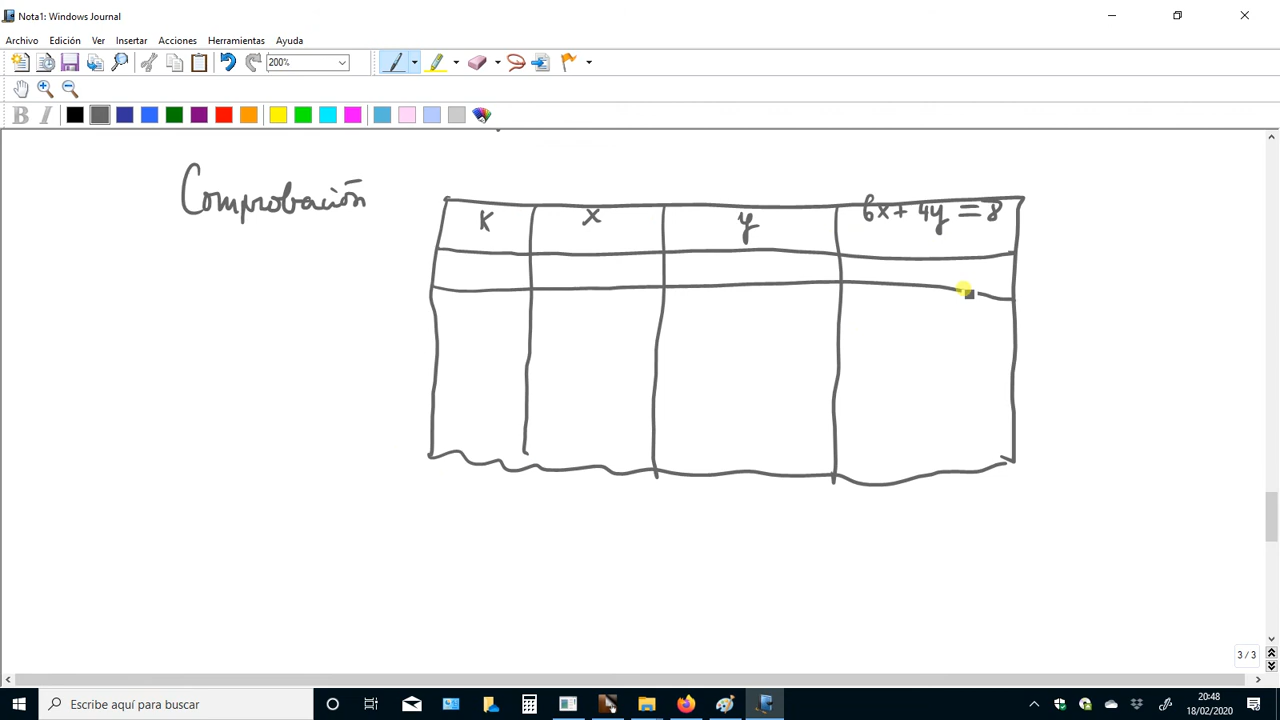 Nota1: Windows Journal
Archivo Edición Ver Insertar Acciones Herramientas Ayuda
200%
B I
Comprobación
K x y 6x+ 4y = 8
3/3
Escribe aquí para buscar
20:48
18/02/2020